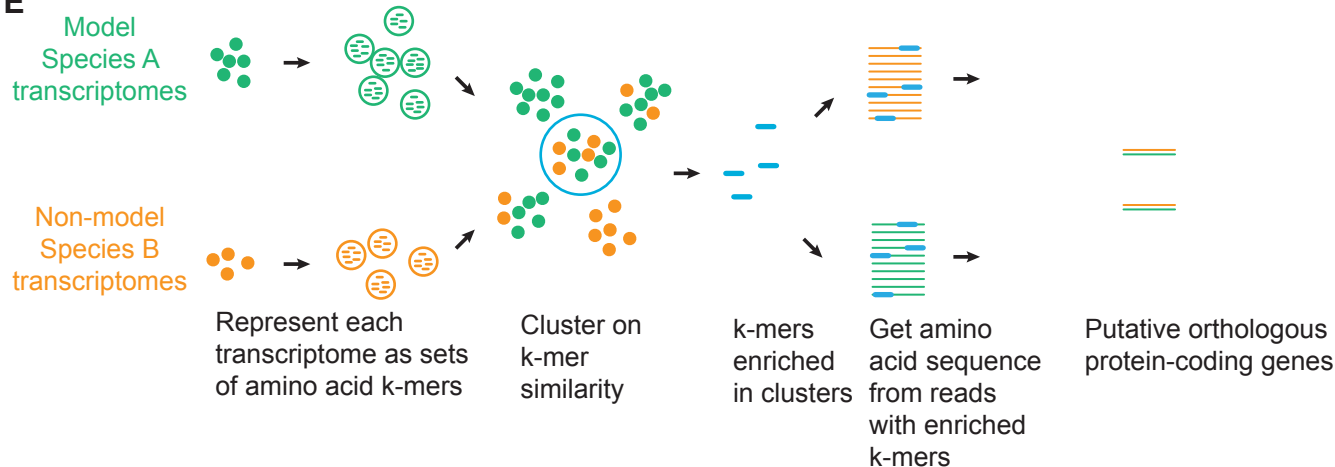 E
Model
Species A
transcriptomes
Non-model
Species B
transcriptomes
Represent each
transcriptome as sets
of amino acid k-mers
Cluster on
k-mer
similarity
k-mers
enriched
in clusters
Get amino
acid sequence
from reads
with enriched
k-mers
Putative orthologous
protein-coding genes